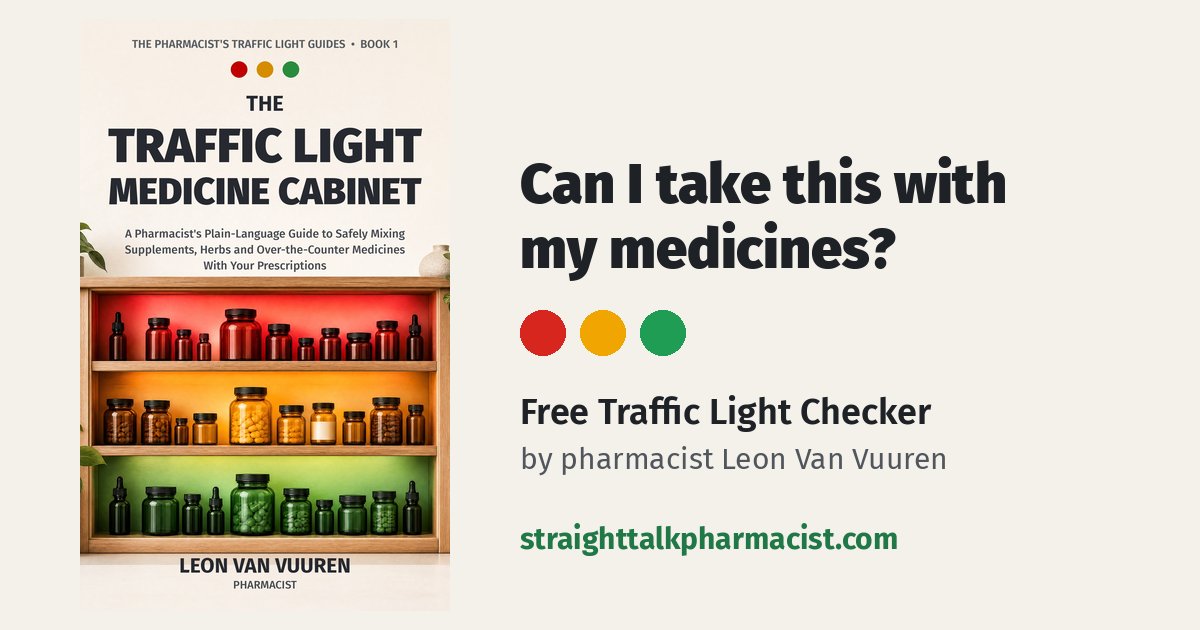 THE PHARMACIST'S TRAFFIC LIGHT GUIDES • BOOK 1
THE
TRAFFIC LIGHT
MEDICINE CABINET
A Pharmacist's Plain-Language Guide to Safely Mixing
Supplements, Herbs and Over-the-Counter Medicines
With Your Prescriptions
LEON VAN VUUREN
PHARMACIST
Can I take this with
my medicines?
Free Traffic Light Checker
by pharmacist Leon Van Vuuren
straighttalkpharmacist.com